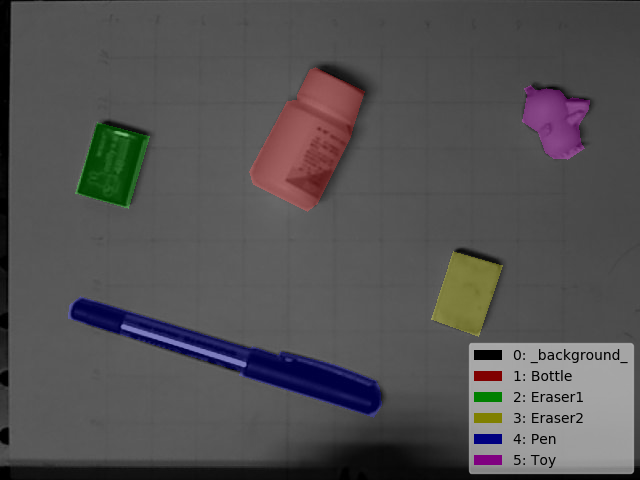 0: _background_
1: Bottle
2: Eraser1
3: Eraser2
4: Pen
5: Toy